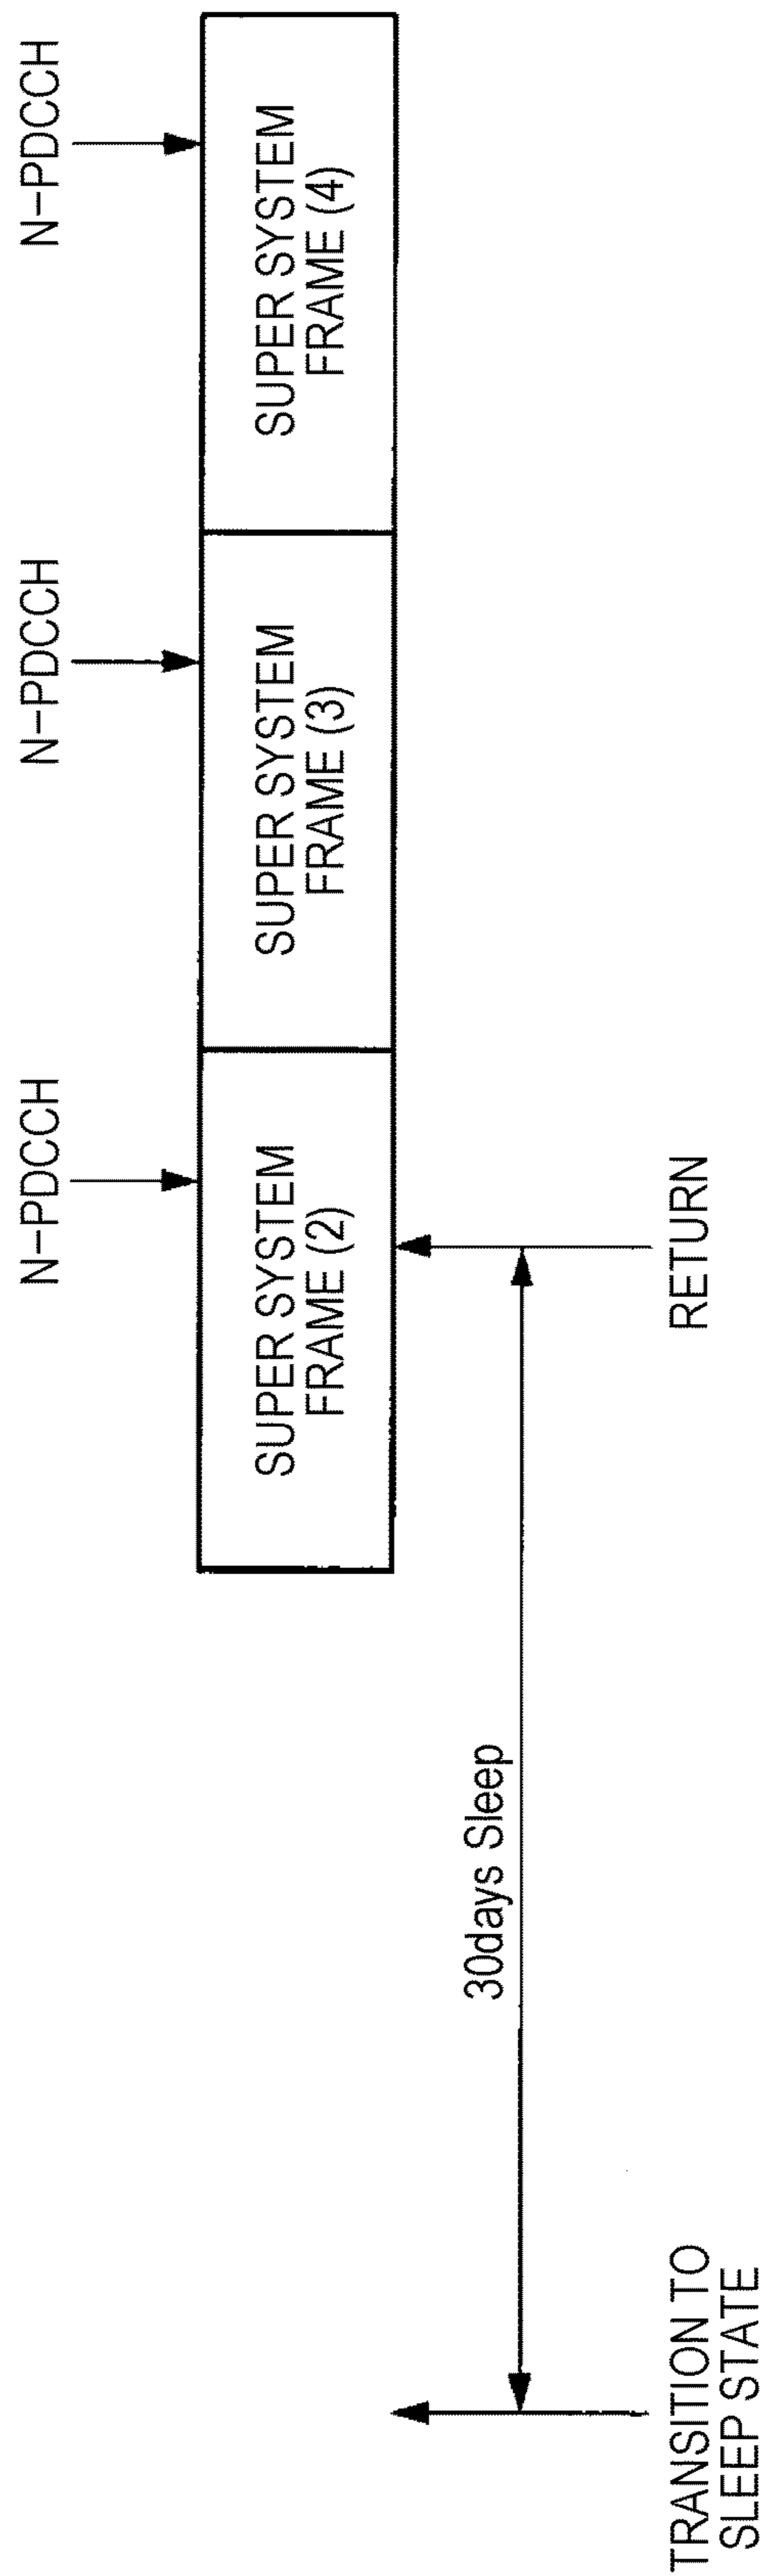 N-PDCCH
N-PDCCH
N-PDCCH
SUPER SYSTEM
FRAME (2)
SUPER SYSTEM
FRAME (3)
SUPER SYSTEM
FRAME (4)
30days Sleep
TRANSITION TO
SLEEP STATE
RETURN